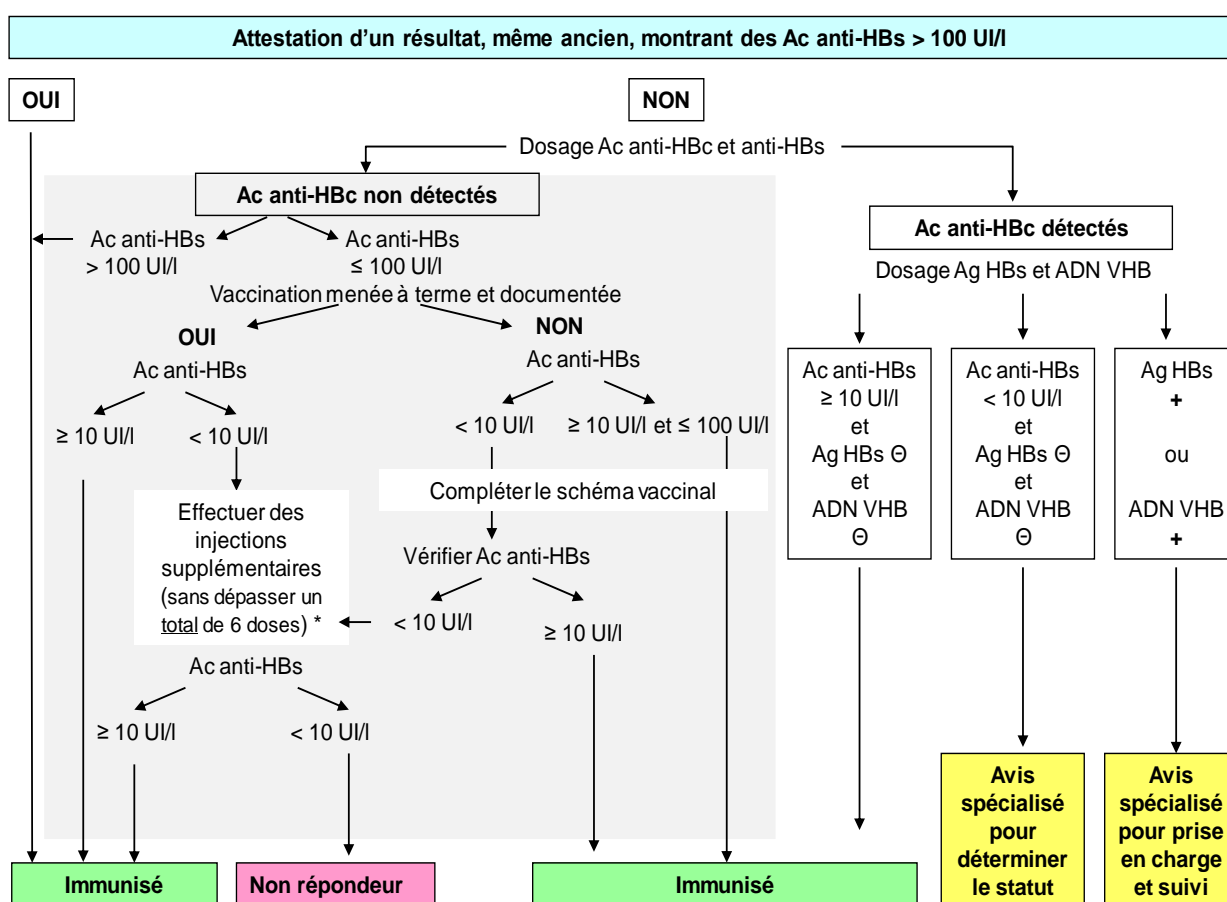 Attestation d'un résultat, même ancien, montrant des Ac anti-HBs > 100 UI/l
OUI
NON
Dosage Ac anti-HBc et anti-HBs
Ac anti-HBc non détectés
Ac anti-HBs
> 100 UI/l
Ac anti-HBs
≤ 100 UI/l
Vaccination menée à terme et documentée
OUI
Ac anti-HBs
≥ 10 UI/l
< 10 UI/l
Effectuer des
injections
supplémentaires
(sans dépasser un
total de 6 doses) *
Ac anti-HBs
≥ 10 UI/l
< 10 UI/l
NON
Ac anti-HBs
< 10 UI/l
≥ 10 UI/l et ≤ 100 UI/l
Compléter le schéma vaccinal
Vérifier Ac anti-HBs
< 10 UI/l
≥ 10 UI/l
Ac anti-HBc détectés
Dosage Ag HBs et ADN VHB
Ac anti-HBs
≥ 10 UI/l
et
Ag HBs Θ
et
ADN VHB
Θ
Ac anti-HBs
< 10 UI/l
et
Ag HBs Θ
et
ADN VHB
Θ
Ag HBs
+
ou
ADN VHB
+
Immunisé
Non répondeur
Immunisé
Avis
spécialisé
pour
déterminer
le statut
Avis
spécialisé
pour prise
en charge
et suivi